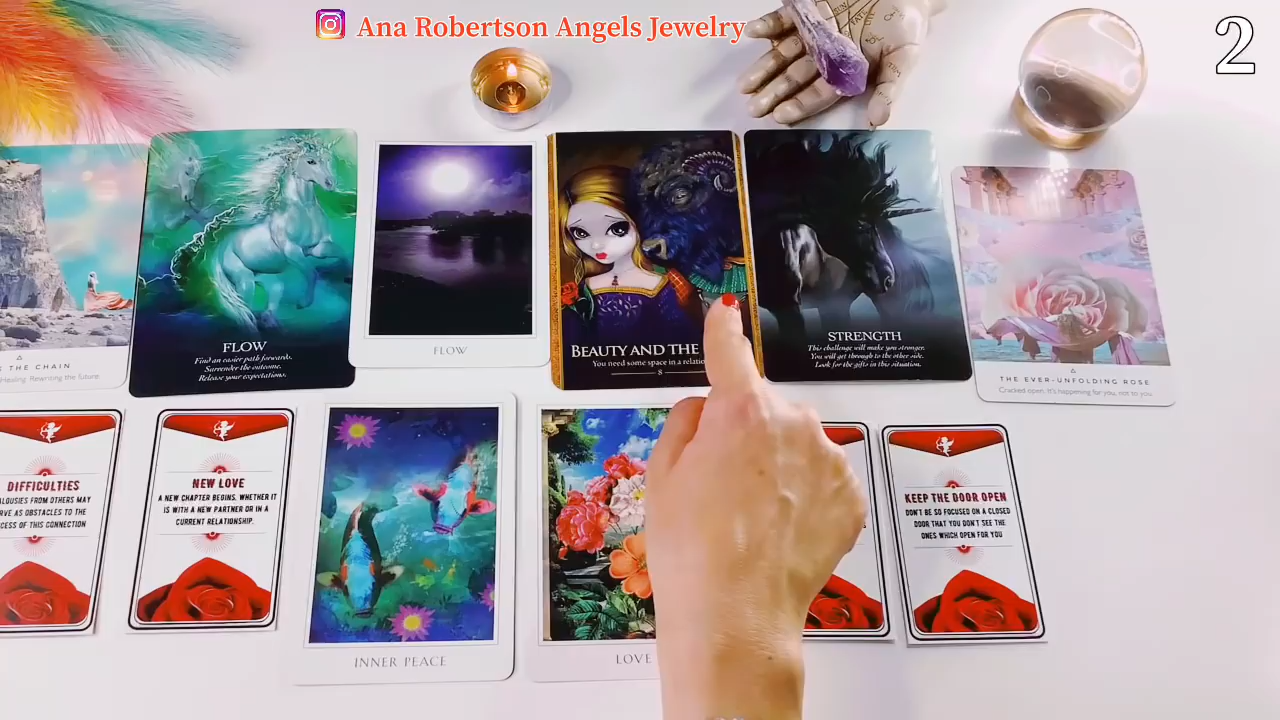 Ana Robertson Angels Jewelry
2
THE CHAIN
Healing. Rewriting the future.
FLOW
Find an easier path forwards.
Surrender the outcome.
Release your expectations.
FLOW
BEAUTY AND THE
You need some space in a
8
STRENGTH
This challenge will make you stronger.
You will get through to the other side.
Look for the gifts in this situation.
THE EVER-UNFOLDING ROSE
Cracked open. It's happening for you, not to you.
DIFFICULTIES
FROM OTHERS MAY
AS OBSTACLES TO THE
OF THIS CONNECTION
NEW LOVE
A NEW CHAPTER BEGINS, WHETHER IT
IS WITH A NEW PARTNER OR IN A
CURRENT RELATIONSHIP.
INNER PEACE
LOVE
KEEP THE DOOR OPEN
DON'T BE SO FOCUSED ON A CLOSED
DOOR THAT YOU DON'T SEE THE
ONES WHICH OPEN FOR YOU